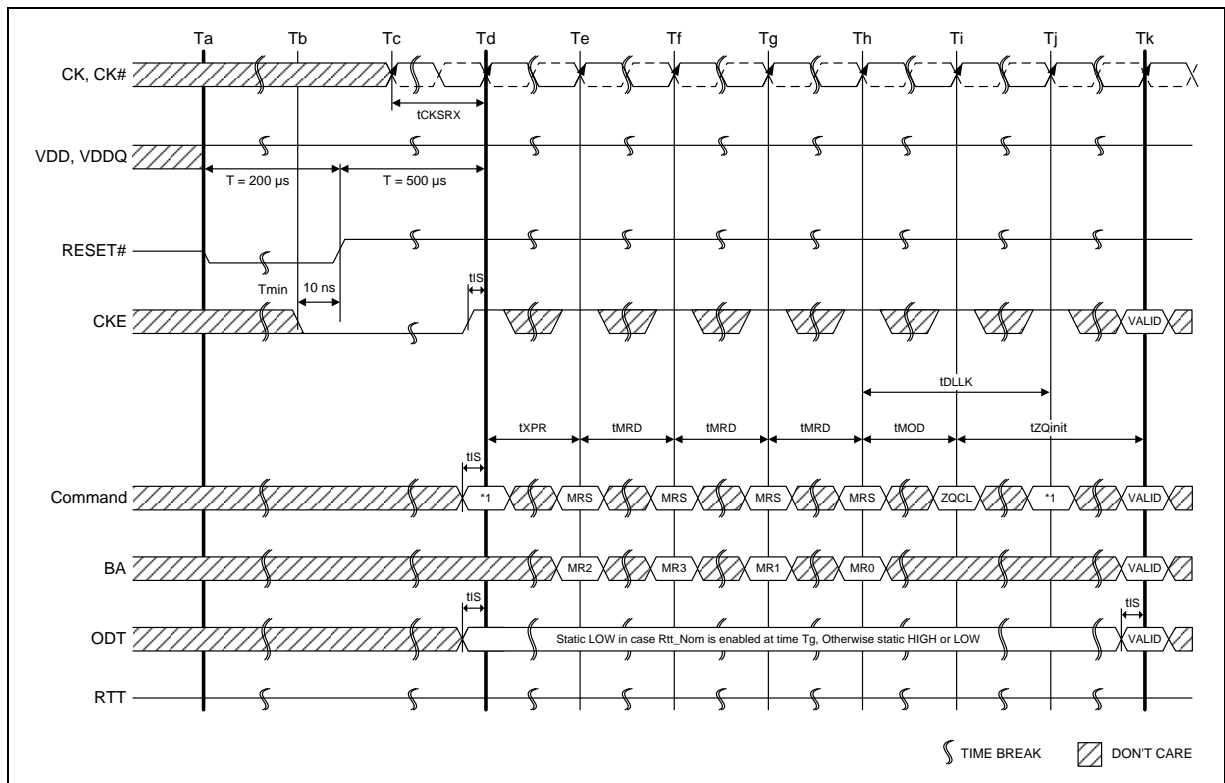 Ta Tb Tc Td Te Tf Tg Th Ti Tj Tk
CK, CK#
tCKSRX
VDD, VDDQ
T = 200 µs T = 500 µs
RESET#
Tmin 10 ns tIS
CKE VALID
tDLLK
tXPR tMRD tMRD tMRD tMOD tZQinit
tIS
Command *1 MRS MRS MRS MRS ZQCL *1 VALID
BA MR2 MR3 MR1 MR0 VALID
tIS tIS
ODT Static LOW in case Rtt_Nom is enabled at time Tg, Otherwise static HIGH or LOW VALID
RTT
TIME BREAK DON'T CARE